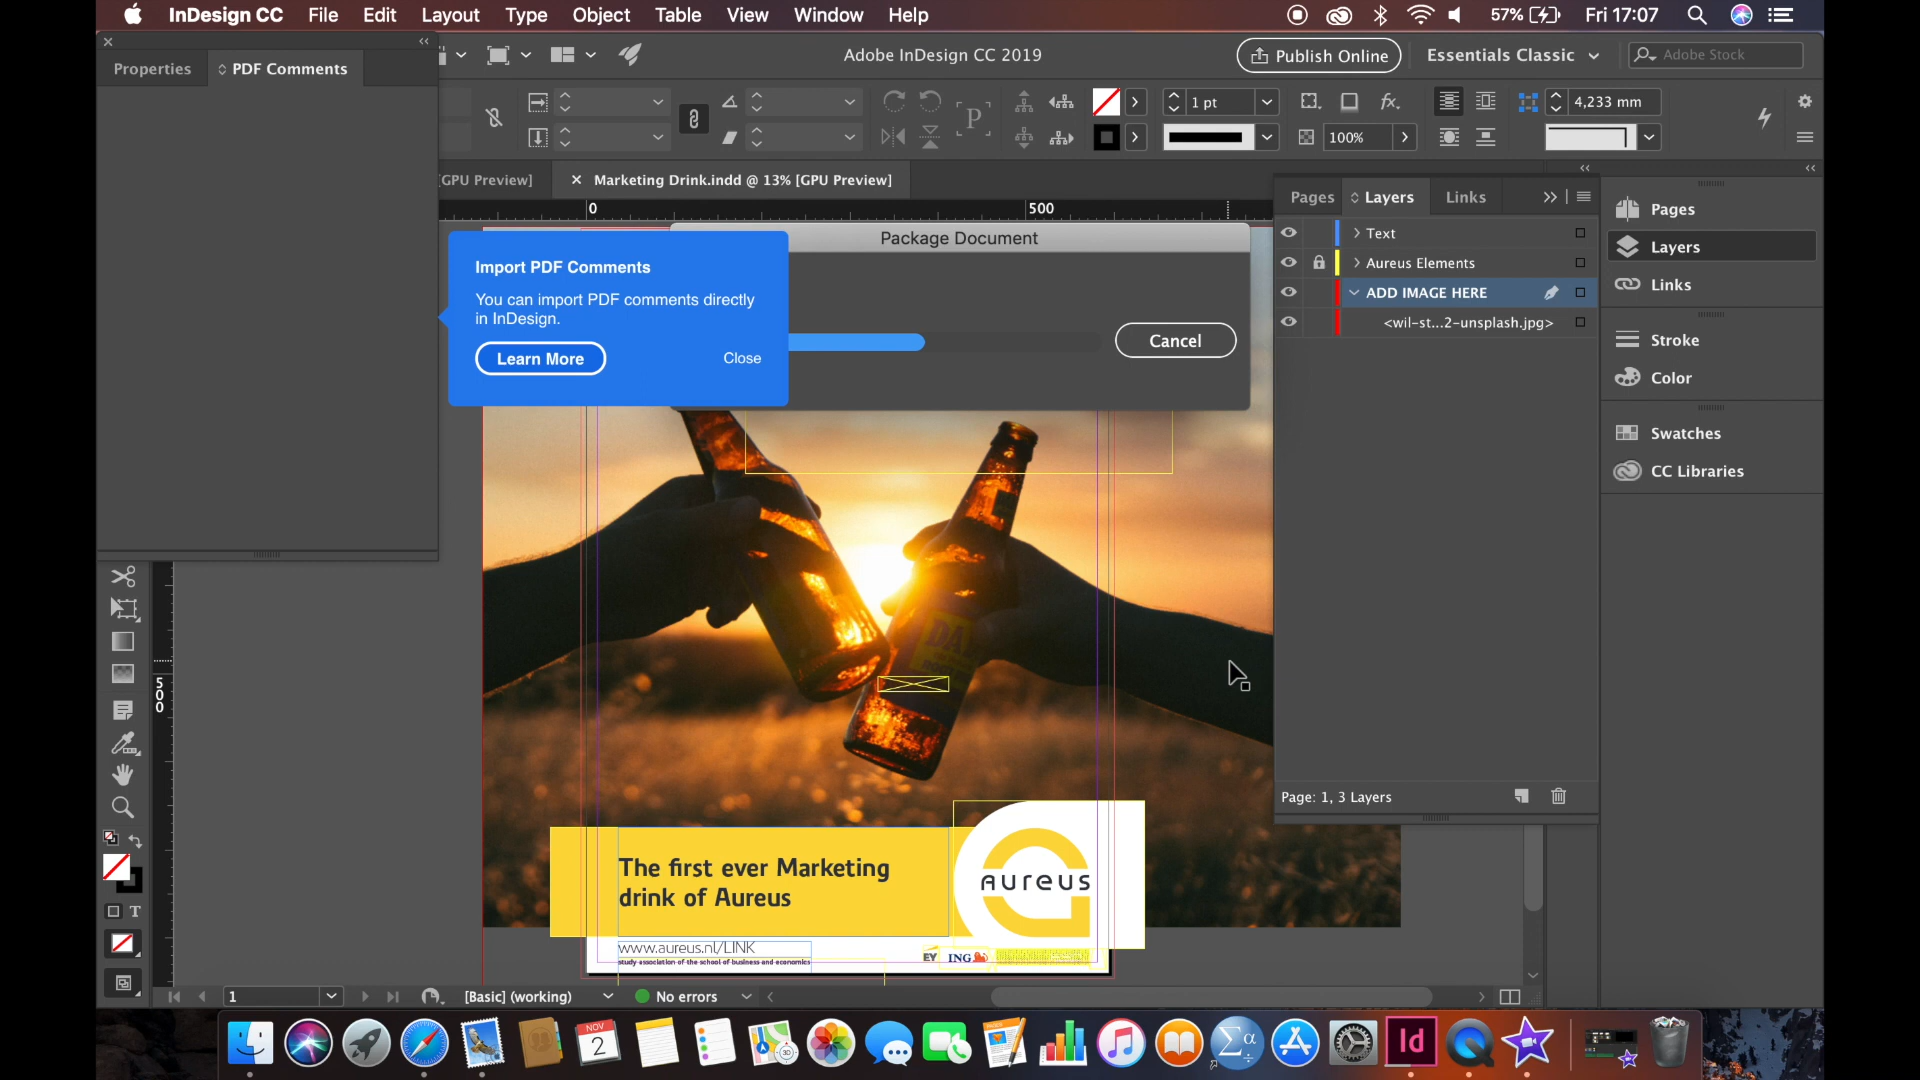 InDesign CC File Edit Layout Type Object Table View Window Help 57% Fri 17:07
Adobe InDesign CC 2019 Publish Online Essentials Classic Adobe Stock
Properties PDF Comments
1 pt 4,233 mm
100%
[GPU Preview] Marketing Drink.indd @ 13% [GPU Preview]
0 500
Package Document
Cancel
Import PDF Comments
You can import PDF comments directly
in InDesign.
Learn More Close
Pages Layers Links
Text
Aureus Elements
ADD IMAGE HERE
<wil-st...2-unsplash.jpg>
Page: 1, 3 Layers
Pages
Layers
Links
Stroke
Color
Swatches
CC Libraries
500
The first ever Marketing
drink of Aureus
AUREUS
www.aureus.nl/LINK
study association of the school of business and economics
EY ING
1 [Basic] (working) No errors
NOV
2
Id